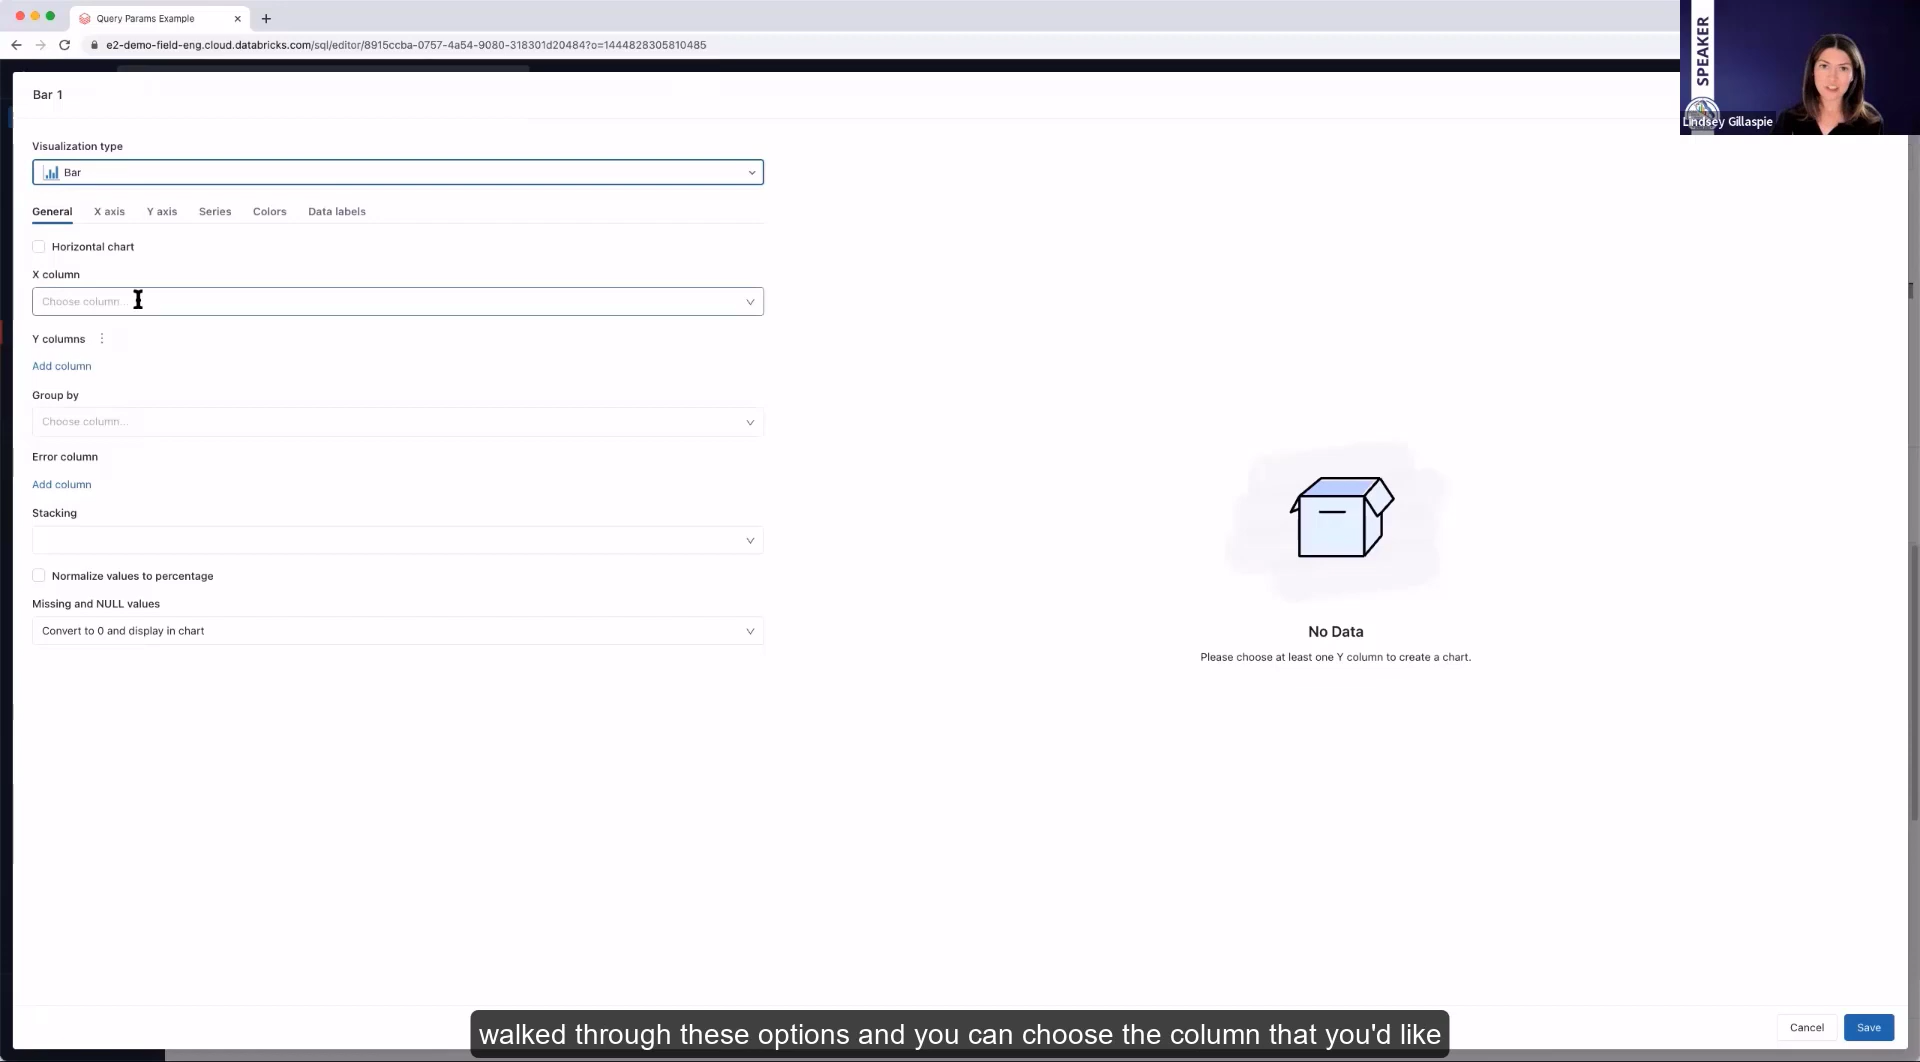 Query Params Example
e2-demo-field-eng.cloud.databricks.com/sql/editor/8915ccba-0757-4a54-9080-318301d20484?o=1444828305810485
SPEAKER
Lindsey Gillaspie
Bar 1
Visualization type
Bar
General X axis Y axis Series Colors Data labels
Horizontal chart
X column
Choose column...
Y columns
Add column
Group by
Choose column...
Error column
Add column
Stacking
Normalize values to percentage
Missing and NULL values
Convert to 0 and display in chart
No Data
Please choose at least one Y column to create a chart.
Cancel Save
walked through these options and you can choose the column that you'd like